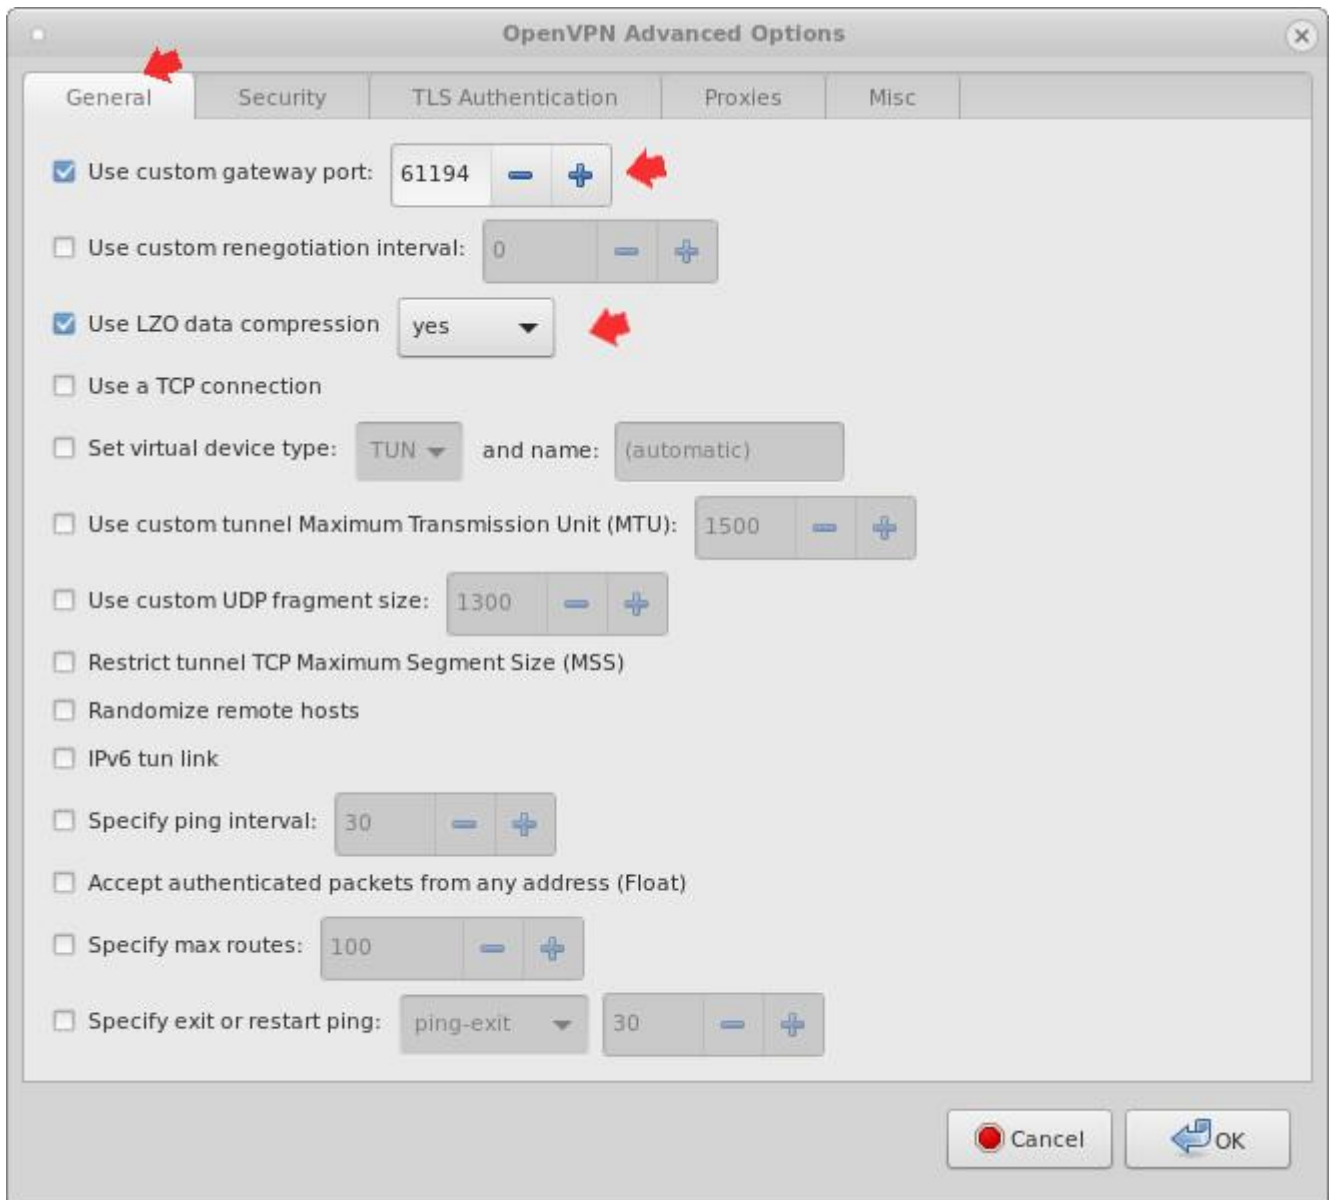 OpenVPN Advanced Options
General Security TLS Authentication Proxies Misc
Use custom gateway port: 61194
Use custom renegotiation interval: 0
Use LZO data compression yes
Use a TCP connection
Set virtual device type: TUN and name: (automatic)
Use custom tunnel Maximum Transmission Unit (MTU): 1500
Use custom UDP fragment size: 1300
Restrict tunnel TCP Maximum Segment Size (MSS)
Randomize remote hosts
IPv6 tun link
Specify ping interval: 30
Accept authenticated packets from any address (Float)
Specify max routes: 100
Specify exit or restart ping: ping-exit 30
Cancel OK